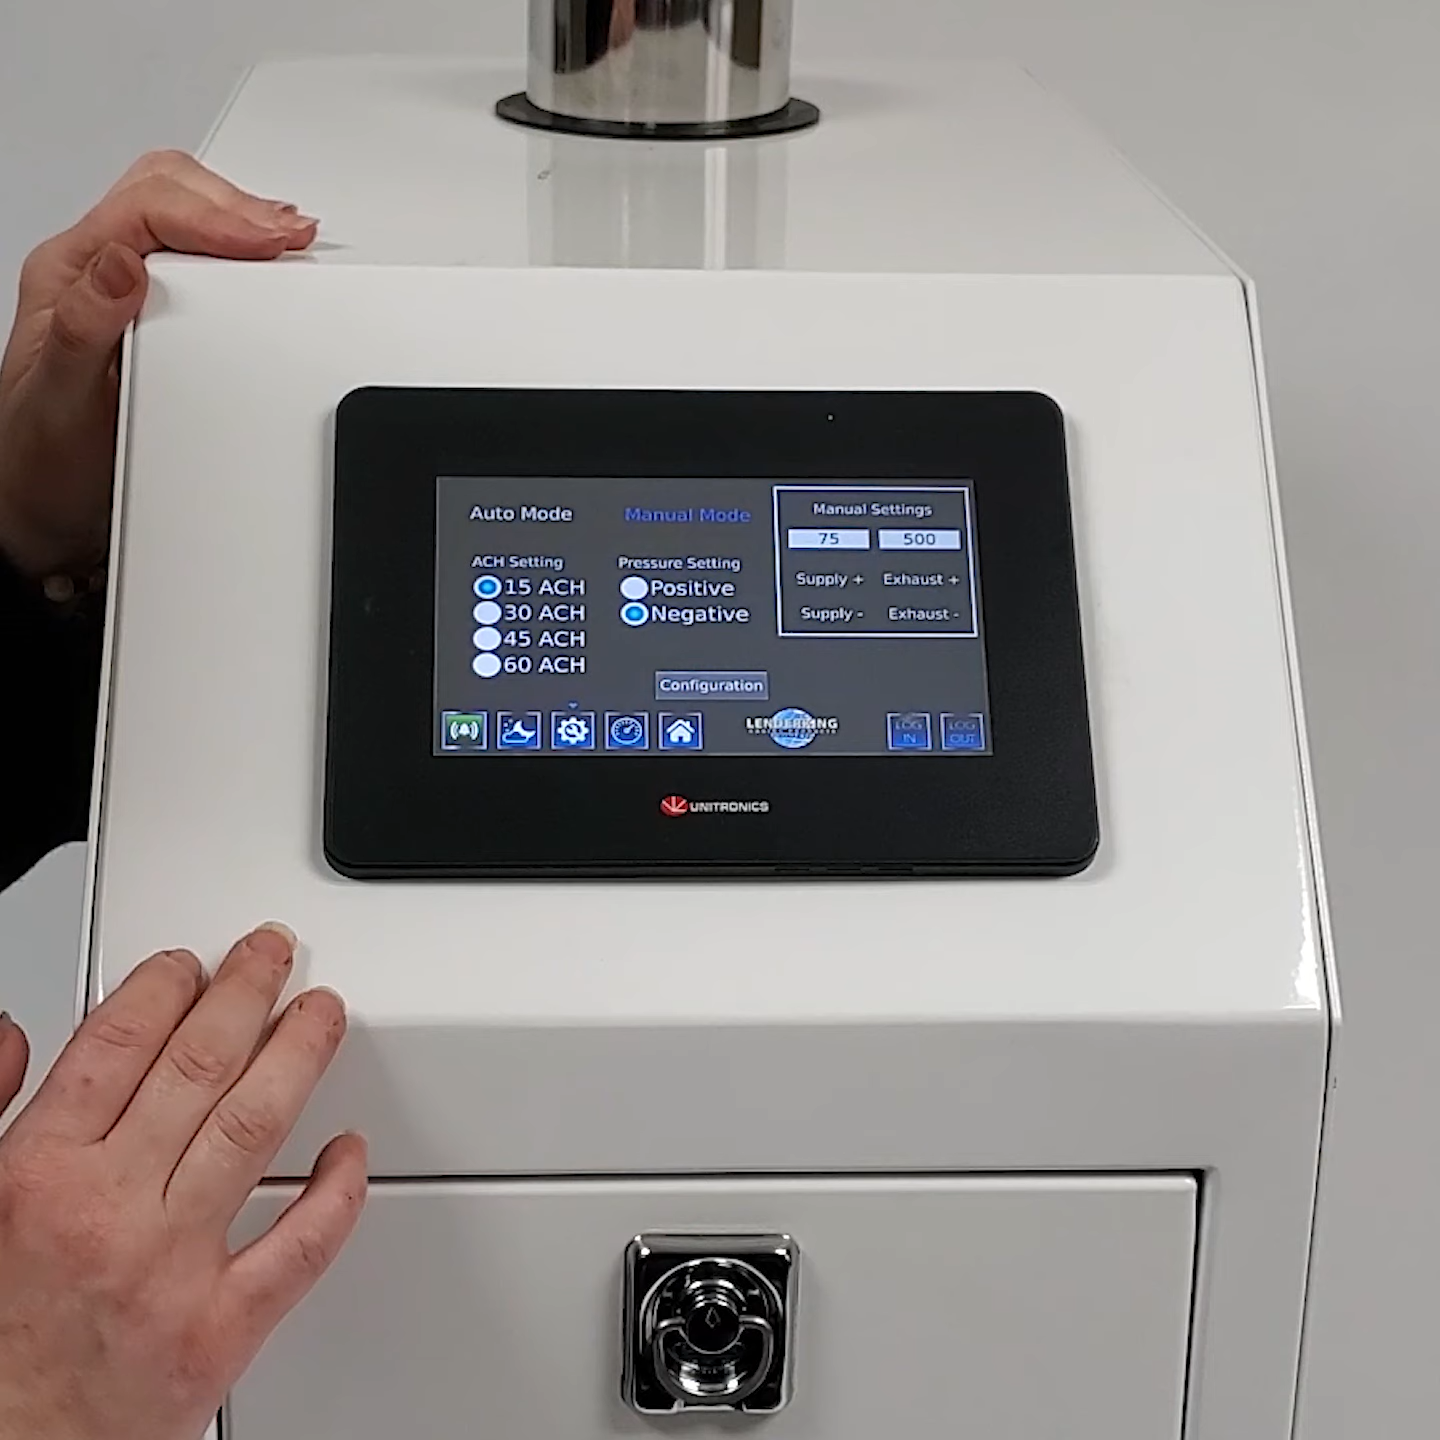 Auto Mode
Manual Mode
Manual Settings
75
500
ACH Setting
Pressure Setting
15 ACH
Positive
Supply +
Exhaust +
30 ACH
Negative
Supply -
Exhaust -
45 ACH
60 ACH
Configuration
LENDERKING
LOG IN
LOG OUT
UNITRONICS